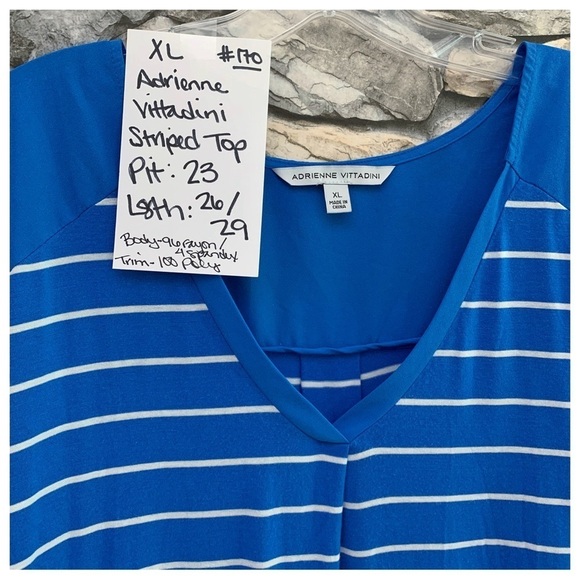 XL #170
Adrienne
Vittadini
Striped Top
Pit: 23
Lgth: 26/
29
Body-96 rayon/
4 Spandex
Trim-100 Poly
ADRIENNE VITTADINI
XL
MADE IN
CHINA